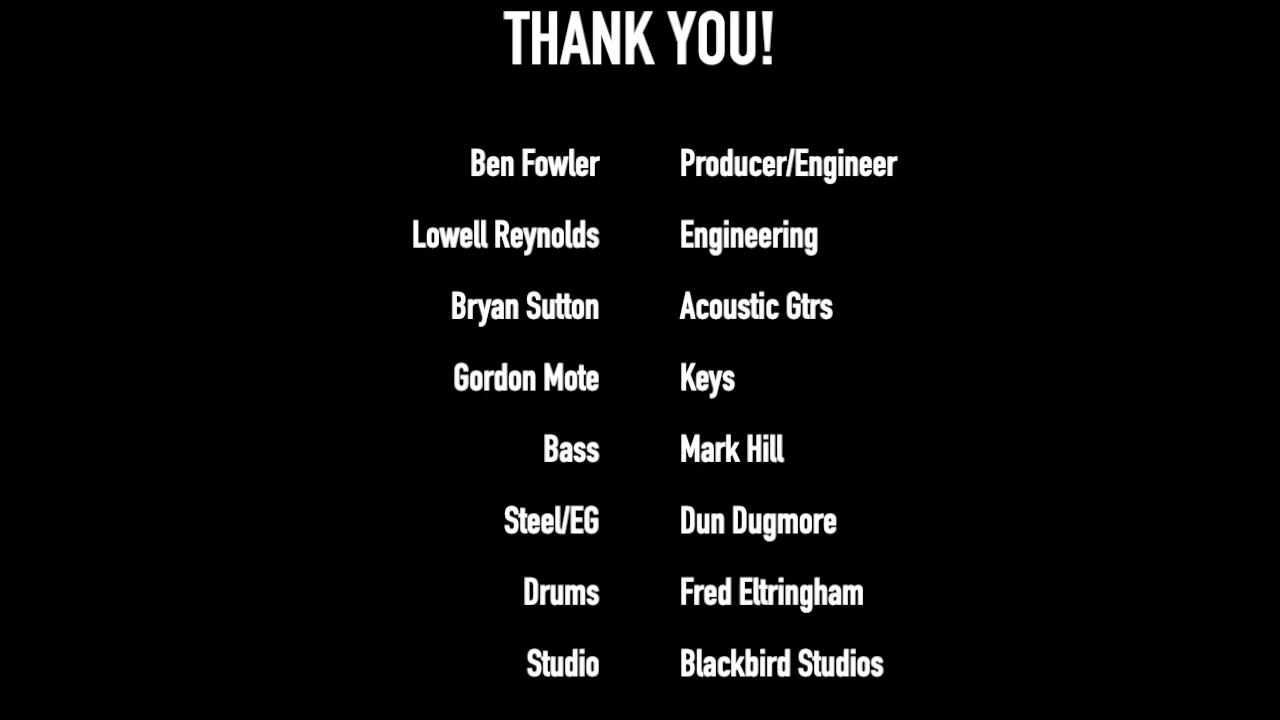 THANK YOU!
Ben Fowler Producer/Engineer
Lowell Reynolds Engineering
Bryan Sutton Acoustic Gtrs
Gordon Mote Keys
Bass Mark Hill
Steel/EG Dun Dugmore
Drums Fred Eltringham
Studio Blackbird Studios